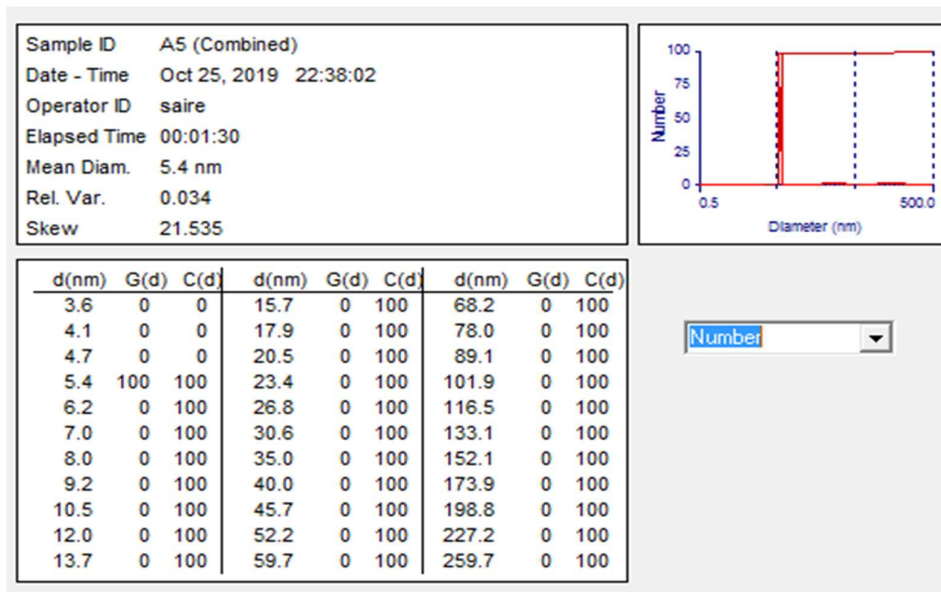 Sample ID A5 (Combined)
Date - Time Oct 25, 2019 22:38:02
Operator ID saire
Elapsed Time 00:01:30
Mean Diam. 5.4 nm
Rel. Var. 0.034
Skew 21.535
100
75
50
25
0
Number
0.5 500.0
Diameter (nm)
d(nm) G(d) C(d) d(nm) G(d) C(d) d(nm) G(d) C(d)
3.6 0 0 15.7 0 100 68.2 0 100
4.1 0 0 17.9 0 100 78.0 0 100
4.7 0 0 20.5 0 100 89.1 0 100
5.4 100 100 23.4 0 100 101.9 0 100
6.2 0 100 26.8 0 100 116.5 0 100
7.0 0 100 30.6 0 100 133.1 0 100
8.0 0 100 35.0 0 100 152.1 0 100
9.2 0 100 40.0 0 100 173.9 0 100
10.5 0 100 45.7 0 100 198.8 0 100
12.0 0 100 52.2 0 100 227.2 0 100
13.7 0 100 59.7 0 100 259.7 0 100
Number